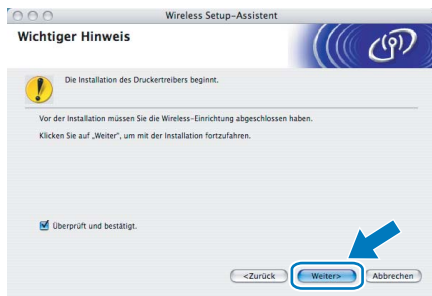 Wireless Setup-Assistent
Wichtiger Hinweis
Die Installation des Druckertreibers beginnt.
Vor der Installation müssen Sie die Wireless-Einrichtung abgeschlossen haben.
Klicken Sie auf „Weiter", um mit der Installation fortzufahren.
Überprüft und bestätigt.
<Zurück Weiter> Abbrechen